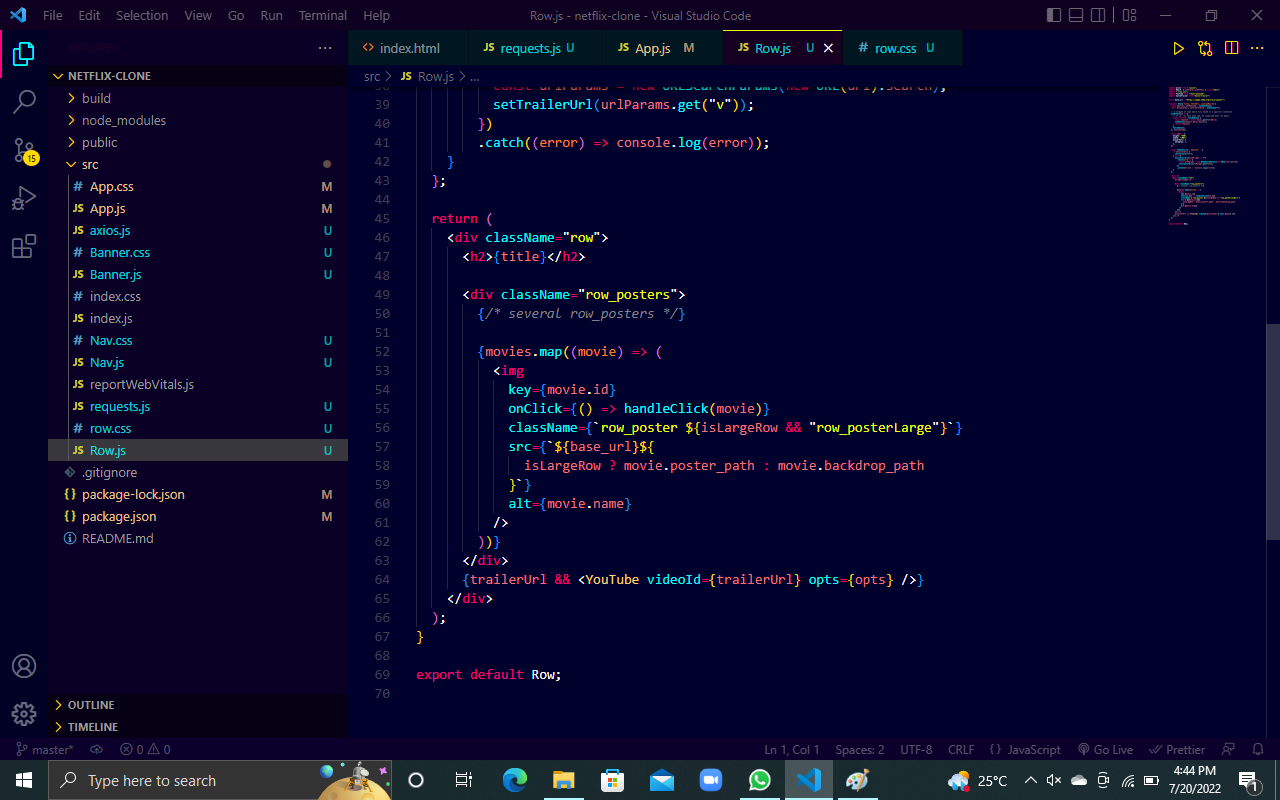 File Edit Selection View Go Run Terminal Help
Row.js - netflix-clone - Visual Studio Code
EXPLORER
index.html
JS requests.js U
JS App.js M
JS Row.js U
# row.css U
NETFLIX-CLONE
build
node_modules
public
src
# App.css M
JS App.js M
JS axios.js U
# Banner.css U
JS Banner.js U
# index.css
JS index.js
# Nav.css U
JS Nav.js U
JS reportWebVitals.js
JS requests.js U
# row.css U
JS Row.js U
.gitignore
{} package-lock.json M
{} package.json M
README.md
OUTLINE
TIMELINE
15
src > JS Row.js > ...
38 const urlParams = new URLSearchParams(new URL(url).search);
39 setTrailerUrl(urlParams.get("v"));
40 })
41 .catch((error) => console.log(error));
42 }
43 };
44
45 return (
46 <div className="row">
47 <h2>{title}</h2>
48
49 <div className="row_posters">
50 {/* several row_posters */}
51
52 {movies.map((movie) => (
53 <img
54 key={movie.id}
55 onClick={() => handleClick(movie)}
56 className={`row_poster ${isLargeRow && "row_posterLarge"}`}
57 src={`${base_url}${
58 isLargeRow ? movie.poster_path : movie.backdrop_path
59 }`}
60 alt={movie.name}
61 />
62 ))}
63 </div>
64 {trailerUrl && <YouTube videoId={trailerUrl} opts={opts} />}
65 </div>
66 );
67 }
68
69 export default Row;
70
master* 0 0
Ln 1, Col 1 Spaces: 2 UTF-8 CRLF {} JavaScript Go Live Prettier
Type here to search
25°C
4:44 PM
7/20/2022
1